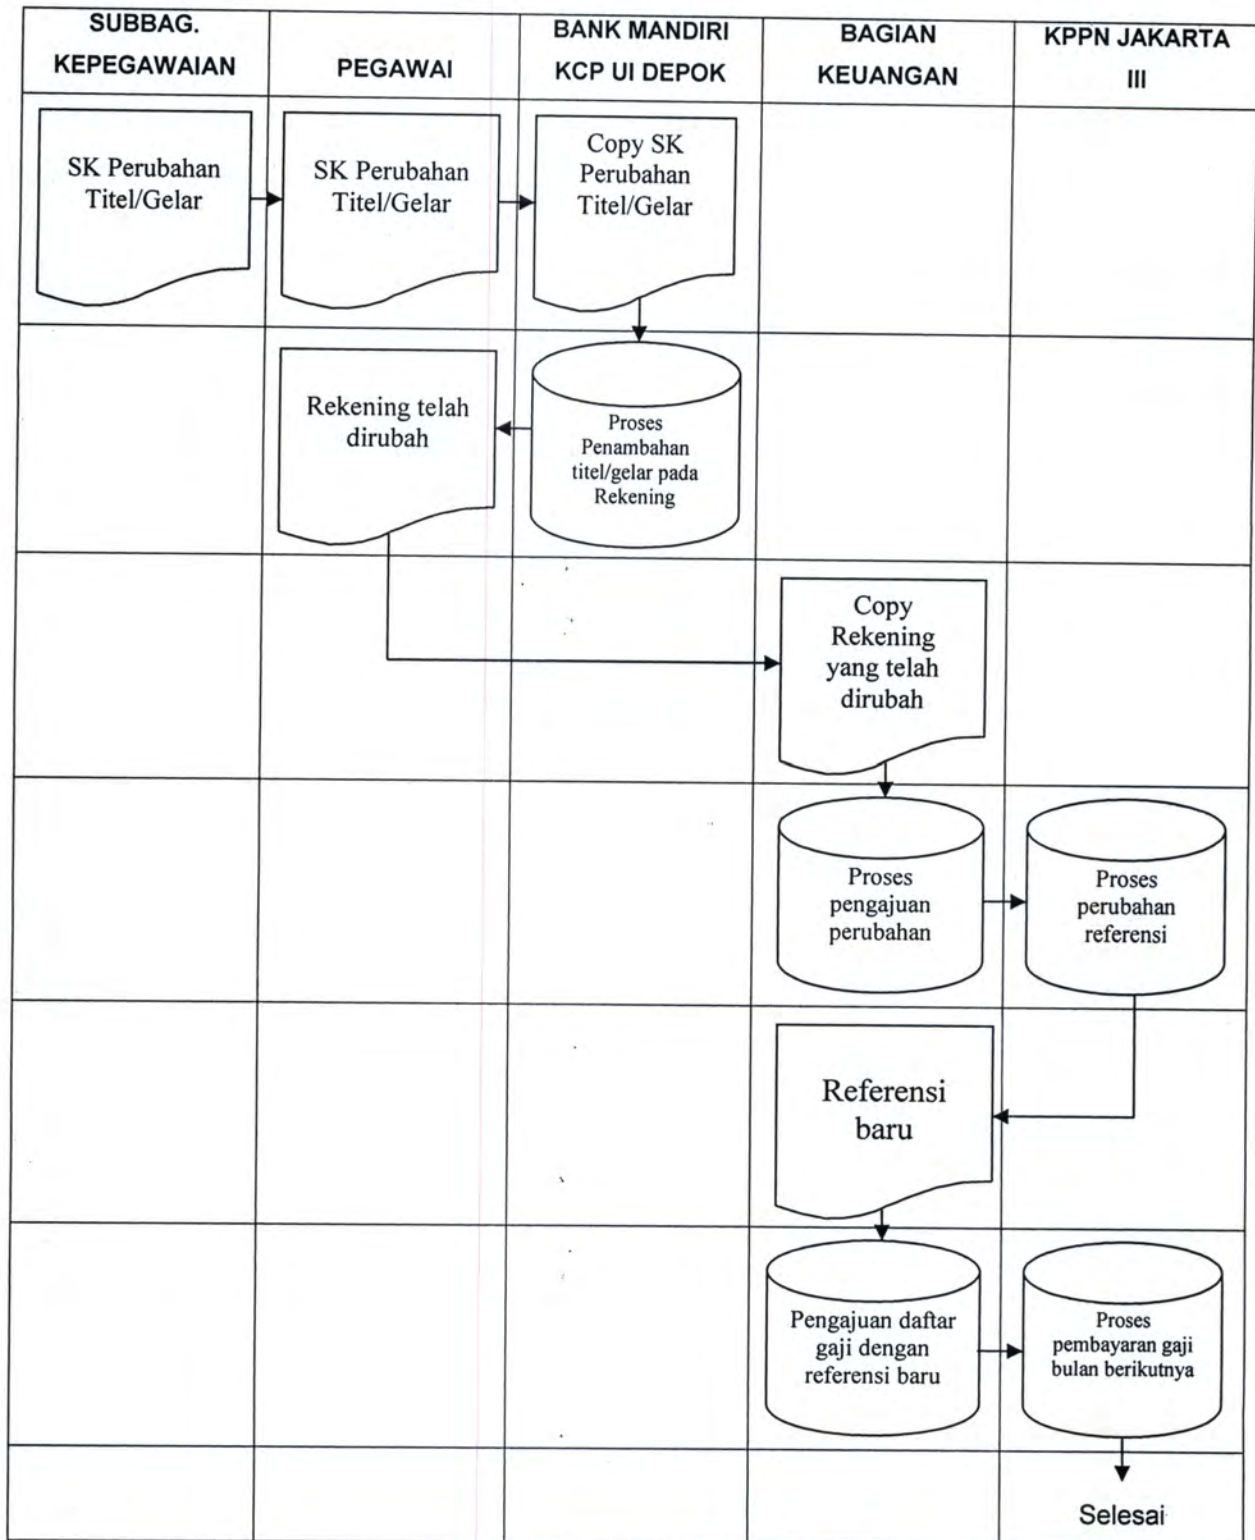 SUBBAG.
KEPEGAWAIAN
PEGAWAI
BANK MANDIRI
KCP UI DEPOK
BAGIAN
KEUANGAN
KPPN JAKARTA
III
SK Perubahan
Titel/Gelar
SK Perubahan
Titel/Gelar
Copy SK
Perubahan
Titel/Gelar
Rekening telah
dirubah
Proses
Penambahan
titel/gelar pada
Rekening
Copy
Rekening
yang telah
dirubah
Proses
pengajuan
perubahan
Proses
perubahan
referensi
Referensi
baru
Pengajuan daftar
gaji dengan
referensi baru
Proses
pembayaran gaji
bulan berikutnya
Selesai